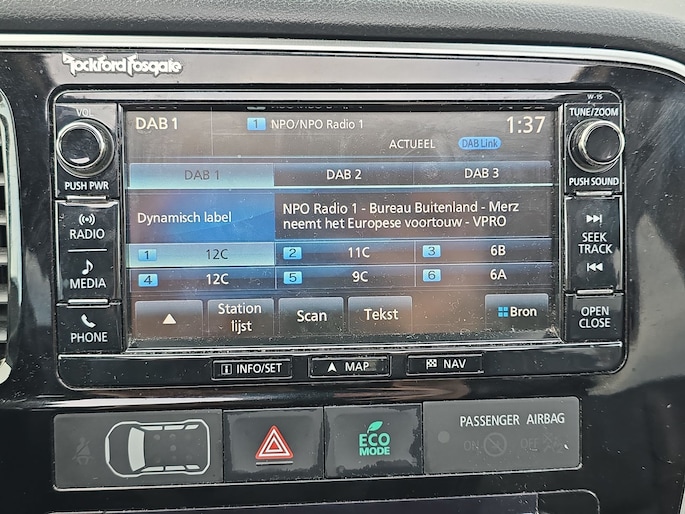 Rockford Fosgate
W-15
VOL
PUSH PWR
RADIO
MEDIA
PHONE
DAB 1
1 NPO/NPO Radio 1
1:37
ACTUEEL
DAB Link
DAB 1
DAB 2
DAB 3
Dynamisch label
NPO Radio 1 - Bureau Buitenland - Merz
neemt het Europese voortouw - VPRO
1 12C
2 11C
3 6B
4 12C
5 9C
6 6A
Station
lijst
Scan
Tekst
Bron
TUNE/ZOOM
PUSH SOUND
SEEK
TRACK
OPEN
CLOSE
i INFO/SET
MAP
NAV
ECO
MODE
PASSENGER AIRBAG
ON
OFF